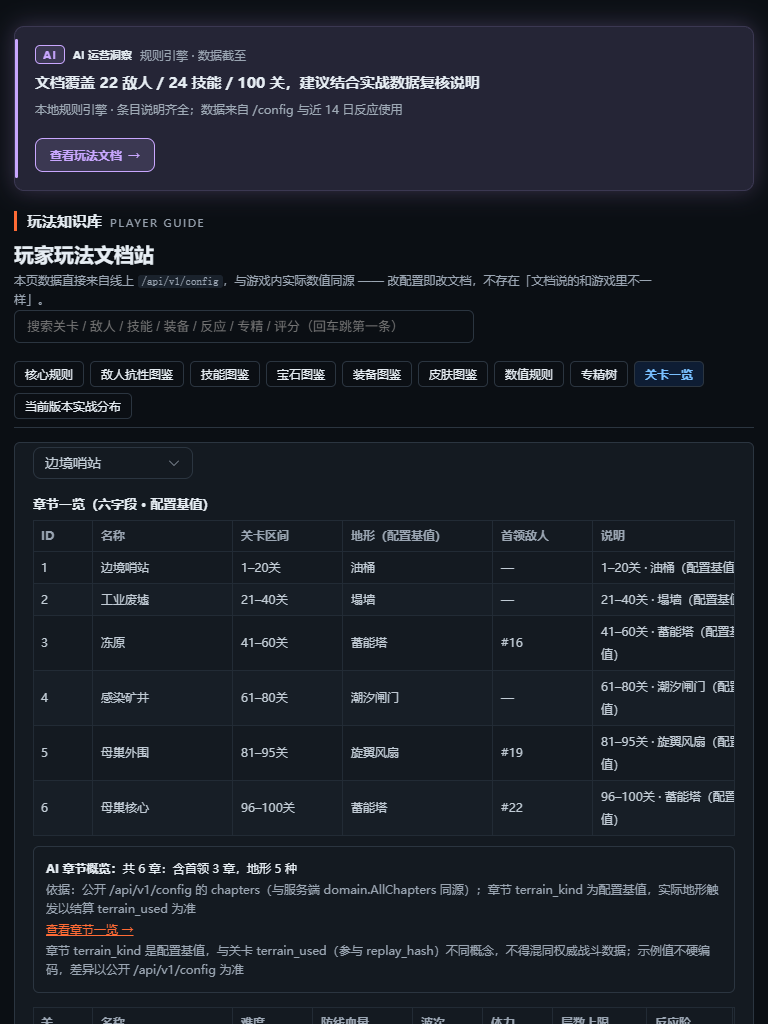 AI AI 运营洞察 规则引擎 · 数据截至
文档覆盖 22 敌人 / 24 技能 / 100 关，建议结合实战数据复核说明
本地规则引擎 · 条目说明齐全；数据来自 /config 与近 14 日反应使用
查看玩法文档 →
玩法知识库 PLAYER GUIDE
玩家玩法文档站
本页数据直接来自线上 /api/v1/config，与游戏内实际数值同源 —— 改配置即改文档，不存在「文档说的和游戏里不一
样」。
搜索关卡 / 敌人 / 技能 / 装备 / 反应 / 专精 / 评分（回车跳第一条）
核心规则 敌人抗性图鉴 技能图鉴 宝石图鉴 装备图鉴 皮肤图鉴 数值规则 专精树 关卡一览
当前版本实战分布
边境哨站
章节一览（六字段 • 配置基值）
ID 名称 关卡区间 地形（配置基值） 首领敌人 说明
1 边境哨站 1–20关 油桶 — 1–20关 · 油桶（配置基值
2 工业废墟 21–40关 塌墙 — 21–40关 · 塌墙（配置基值
3 冻原 41–60关 蓄能塔 #16 41–60关 · 蓄能塔（配置基
值）
4 感染矿井 61–80关 潮汐闸门 — 61–80关 · 潮汐闸门（配置
值）
5 母巢外围 81–95关 旋翼风扇 #19 81–95关 · 旋翼风扇（配置
值）
6 母巢核心 96–100关 蓄能塔 #22 96–100关 · 蓄能塔（配置
值）
AI 章节概览：共 6 章：含首领 3 章，地形 5 种
依据：公开 /api/v1/config 的 chapters（与服务端 domain.AllChapters 同源）；章节 terrain_kind 为配置基值，实际地形触
发以结算 terrain_used 为准
查看章节一览 →
章节 terrain_kind 是配置基值，与关卡 terrain_used（参与 replay_hash）不同概念，不得混同权威战斗数据；示例值不硬编
码，差异以公开 /api/v1/config 为准
关 名称 难度 防线血量 波次 体力 层数上限 反应阶